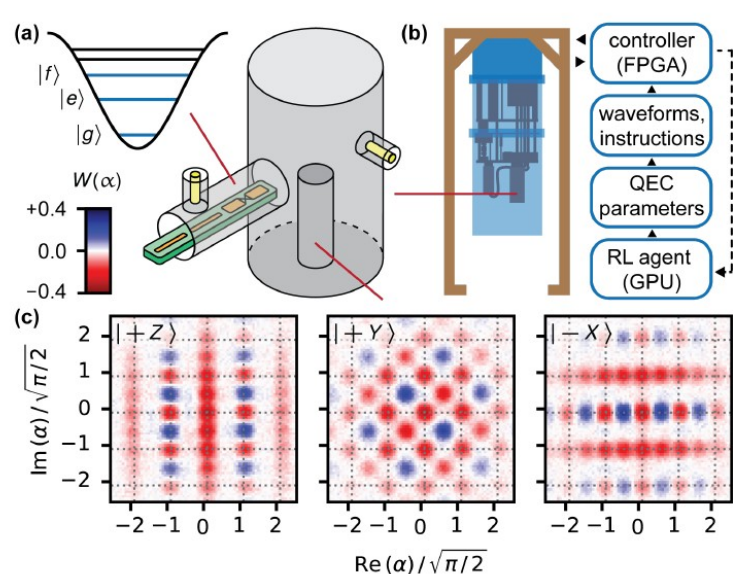 (a)
|f⟩
|e⟩
|g⟩
W(α)
+0.4
0.0
−0.4
(b)
controller
(FPGA)
waveforms,
instructions
QEC
parameters
RL agent
(GPU)
(c)
|+Z⟩
|+Y⟩
|−X⟩
Im(α)/√π/2
2
1
0
−1
−2
−2 −1 0 1 2
−2 −1 0 1 2
−2 −1 0 1 2
Re(α)/√π/2